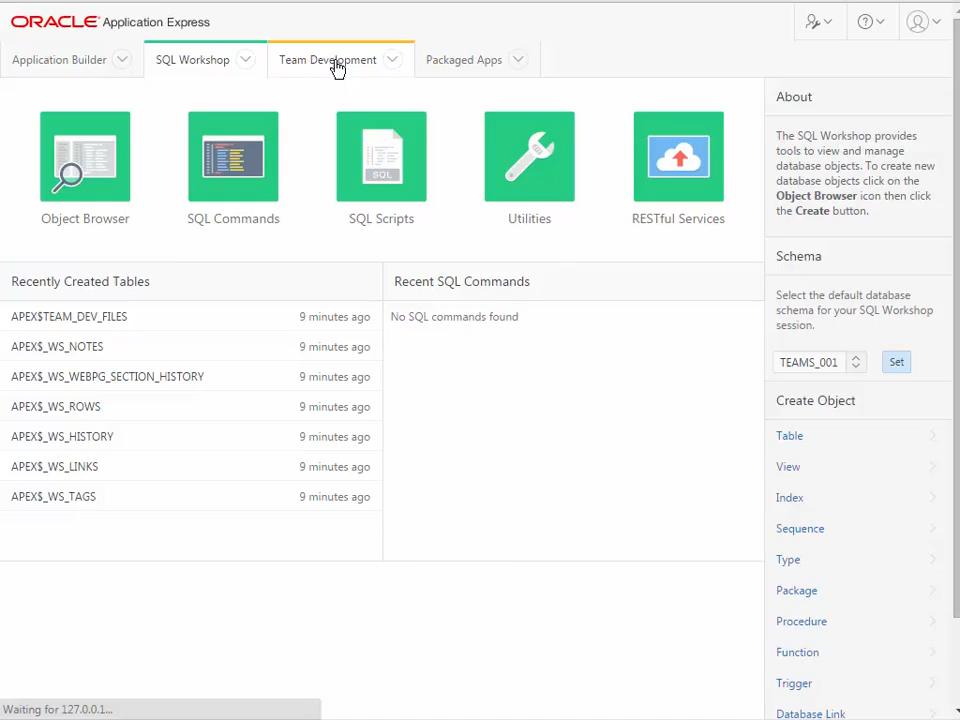 ORACLE Application Express
Application Builder
SQL Workshop
Team Development
Packaged Apps
Object Browser
SQL
SQL Commands
SQL Scripts
Utilities
RESTful Services
Recently Created Tables
APEX$TEAM_DEV_FILES 9 minutes ago
APEX$_WS_NOTES 9 minutes ago
APEX$_WS_WEBPG_SECTION_HISTORY 9 minutes ago
APEX$_WS_ROWS 9 minutes ago
APEX$_WS_HISTORY 9 minutes ago
APEX$_WS_LINKS 9 minutes ago
APEX$_WS_TAGS 9 minutes ago
Recent SQL Commands
No SQL commands found
About
The SQL Workshop provides
tools to view and manage
database objects. To create new
database objects click on the
Object Browser icon then click
the Create button.
Schema
Select the default database
schema for your SQL Workshop
session.
TEAMS_001
Set
Create Object
Table
View
Index
Sequence
Type
Package
Procedure
Function
Trigger
Database Link
Waiting for 127.0.0.1...